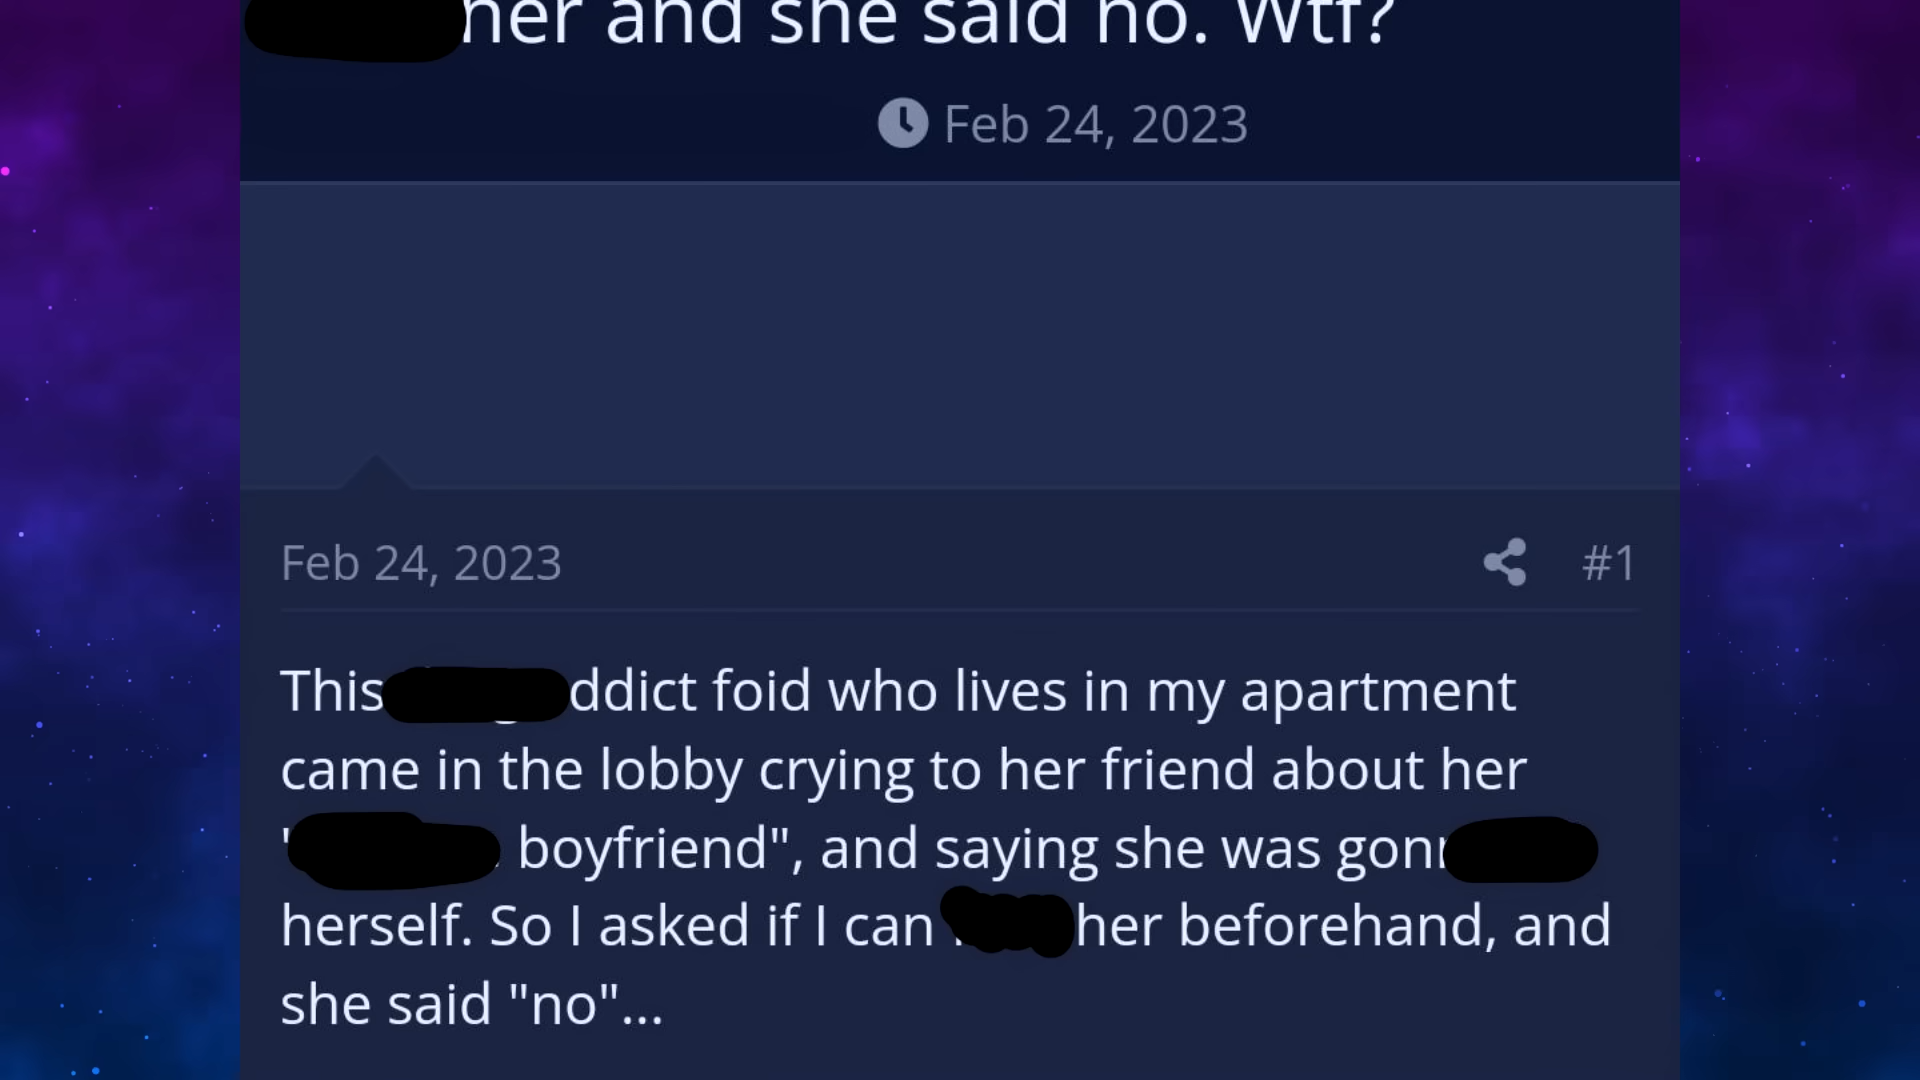 her and she said no. Wtf?
Feb 24, 2023
Feb 24, 2023 #1
This ddict foid who lives in my apartment
came in the lobby crying to her friend about her
' boyfriend", and saying she was gon
herself. So I asked if I can her beforehand, and
she said "no"...